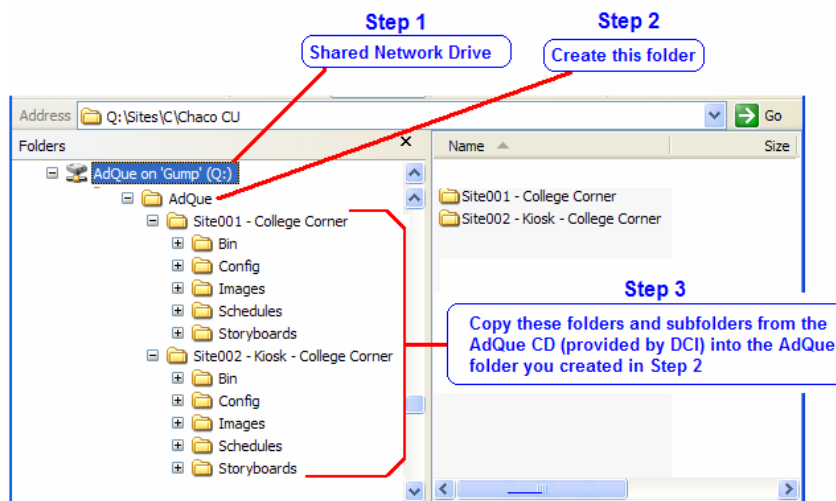 Step 1
Step 2
Shared Network Drive
Create this folder
Address Q:\Sites\C\Chaco CU Go
Folders
Name Size
AdQue on 'Gump' (Q:)
AdQue
Site001 - College Corner
Bin
Config
Images
Schedules
Storyboards
Site002 - Kiosk - College Corner
Bin
Config
Images
Schedules
Storyboards
Site001 - College Corner
Site002 - Kiosk - College Corner
Step 3
Copy these folders and subfolders from the
AdQue CD (provided by DCI) into the AdQue
folder you created in Step 2